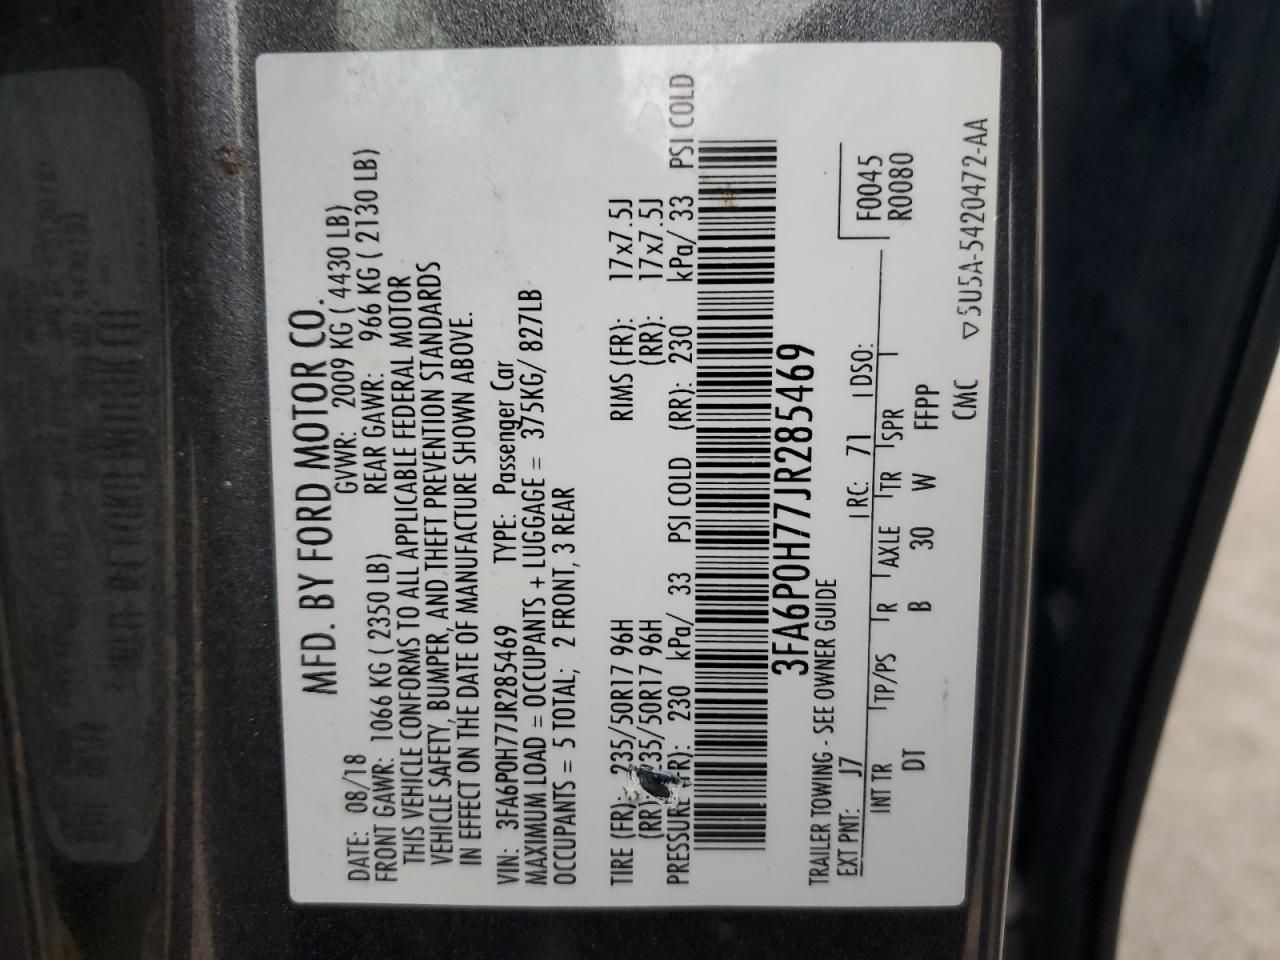 MFD. BY FORD MOTOR CO.
DATE: 08/18 GVWR: 2009 KG ( 4430 LB)
FRONT GAWR: 1066 KG ( 2350 LB) REAR GAWR: 966 KG ( 2130 LB)
THIS VEHICLE CONFORMS TO ALL APPLICABLE FEDERAL MOTOR
VEHICLE SAFETY, BUMPER, AND THEFT PREVENTION STANDARDS
IN EFFECT ON THE DATE OF MANUFACTURE SHOWN ABOVE.
VIN: 3FA6P0H77JR285469 TYPE: Passenger Car
MAXIMUM LOAD = OCCUPANTS + LUGGAGE = 375KG/ 827LB
OCCUPANTS = 5 TOTAL; 2 FRONT, 3 REAR
TIRE (FR): 235/50R17 96H RIMS (FR): 17x7.5J
(RR): 235/50R17 96H (RR): 17x7.5J
PRESSURE (FR): 230 kPa/ 33 PSI COLD (RR): 230 kPa/ 33 PSI COLD
3FA6P0H77JR285469
TRAILER TOWING - SEE OWNER GUIDE
EXT PNT: J7 RC: 71 DSO:
F0045
R0080
INT TR TP/PS R AXLE TR SPR
DT B 30 W FFPP
CMC ▽5U5A-5420472-AA